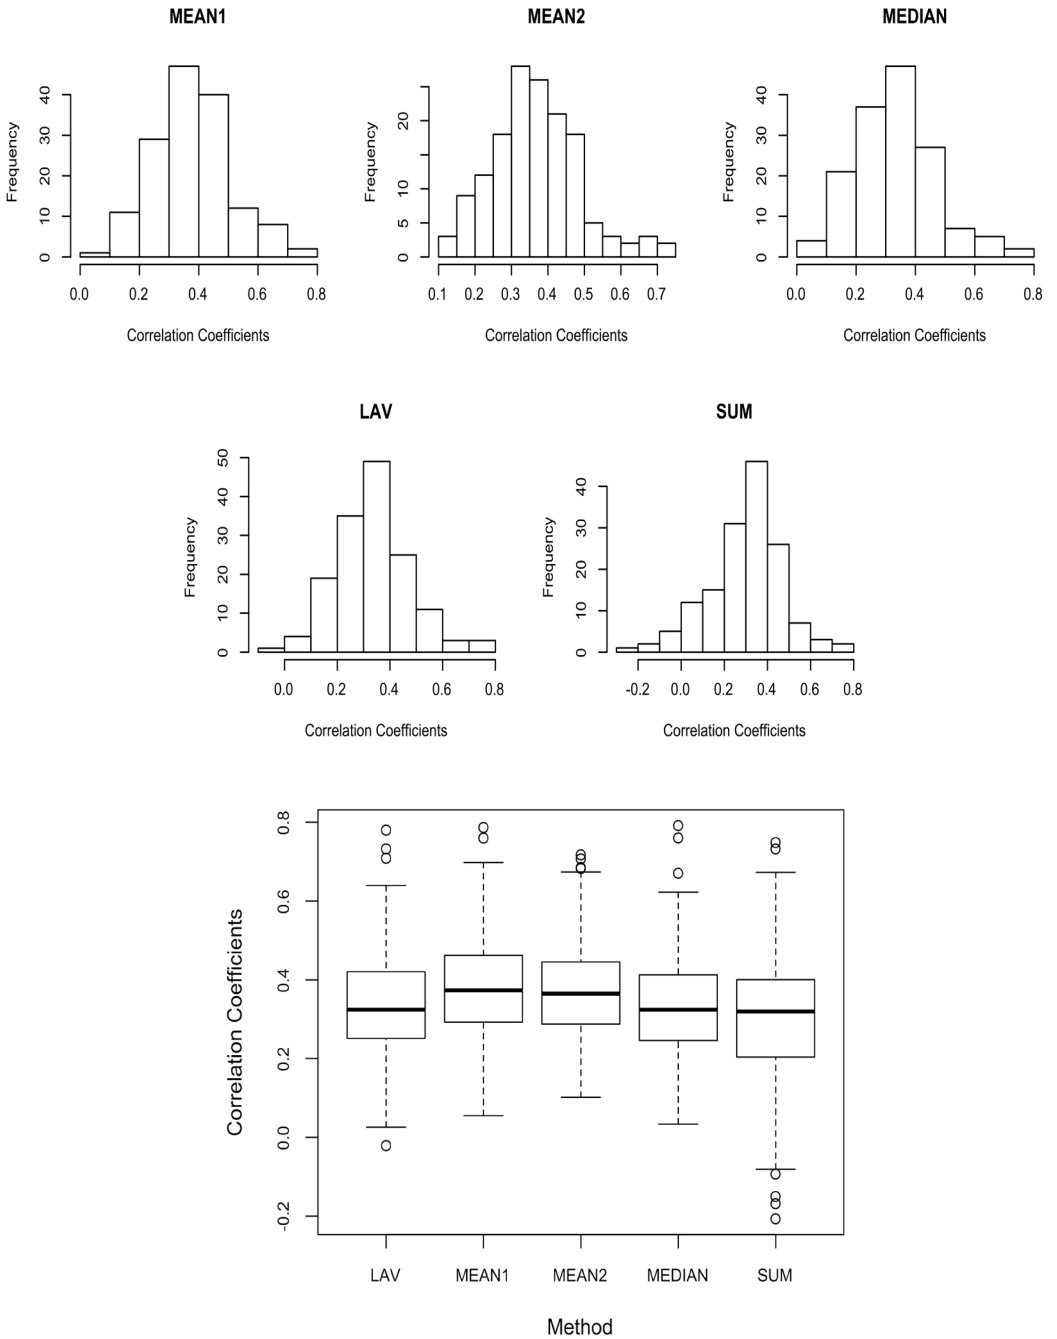 MEAN1 MEAN2 MEDIAN
Frequency 0 10 20 30 40
0.0 0.2 0.4 0.6 0.8
Correlation Coefficients
Frequency 0 5 10 20
0.1 0.2 0.3 0.4 0.5 0.6 0.7
Correlation Coefficients
Frequency 0 10 20 30 40
0.0 0.2 0.4 0.6 0.8
Correlation Coefficients
LAV SUM
Frequency 0 10 20 30 40 50
0.0 0.2 0.4 0.6 0.8
Correlation Coefficients
Frequency 0 10 20 30 40
-0.2 0.0 0.2 0.4 0.6 0.8
Correlation Coefficients
Correlation Coefficients
-0.2 0.0 0.2 0.4 0.6 0.8
LAV MEAN1 MEAN2 MEDIAN SUM
Method